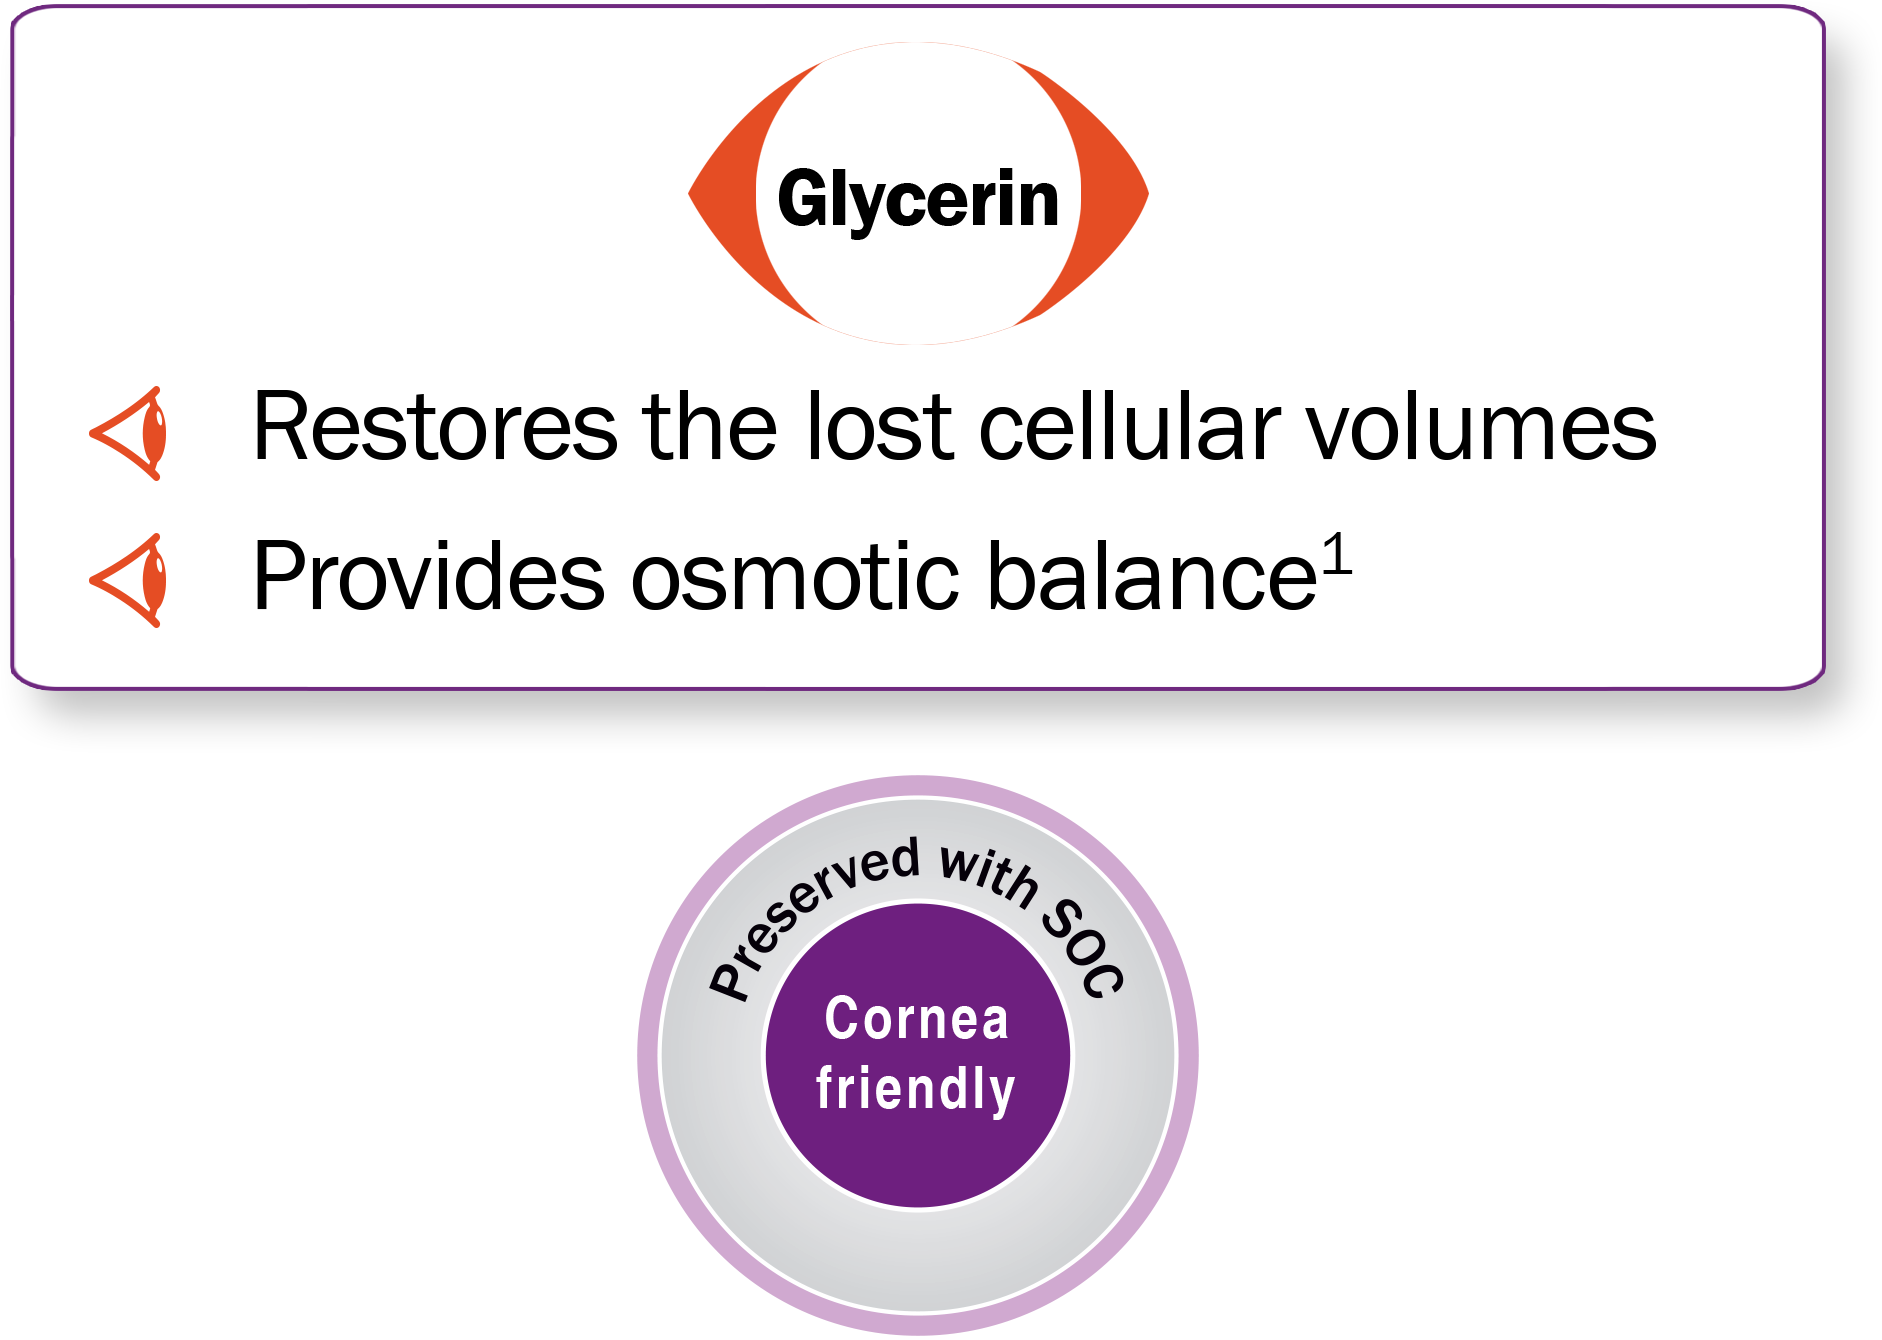 Glycerin
Restores the lost cellular volumes
Provides osmotic balance¹
Preserved with SOC
Cornea
friendly